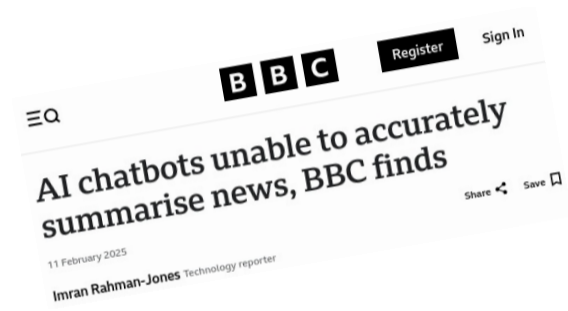 BBC
Register
Sign In
AI chatbots unable to accurately
summarise news, BBC finds
Share
Save
11 February 2025
Imran Rahman-Jones Technology reporter